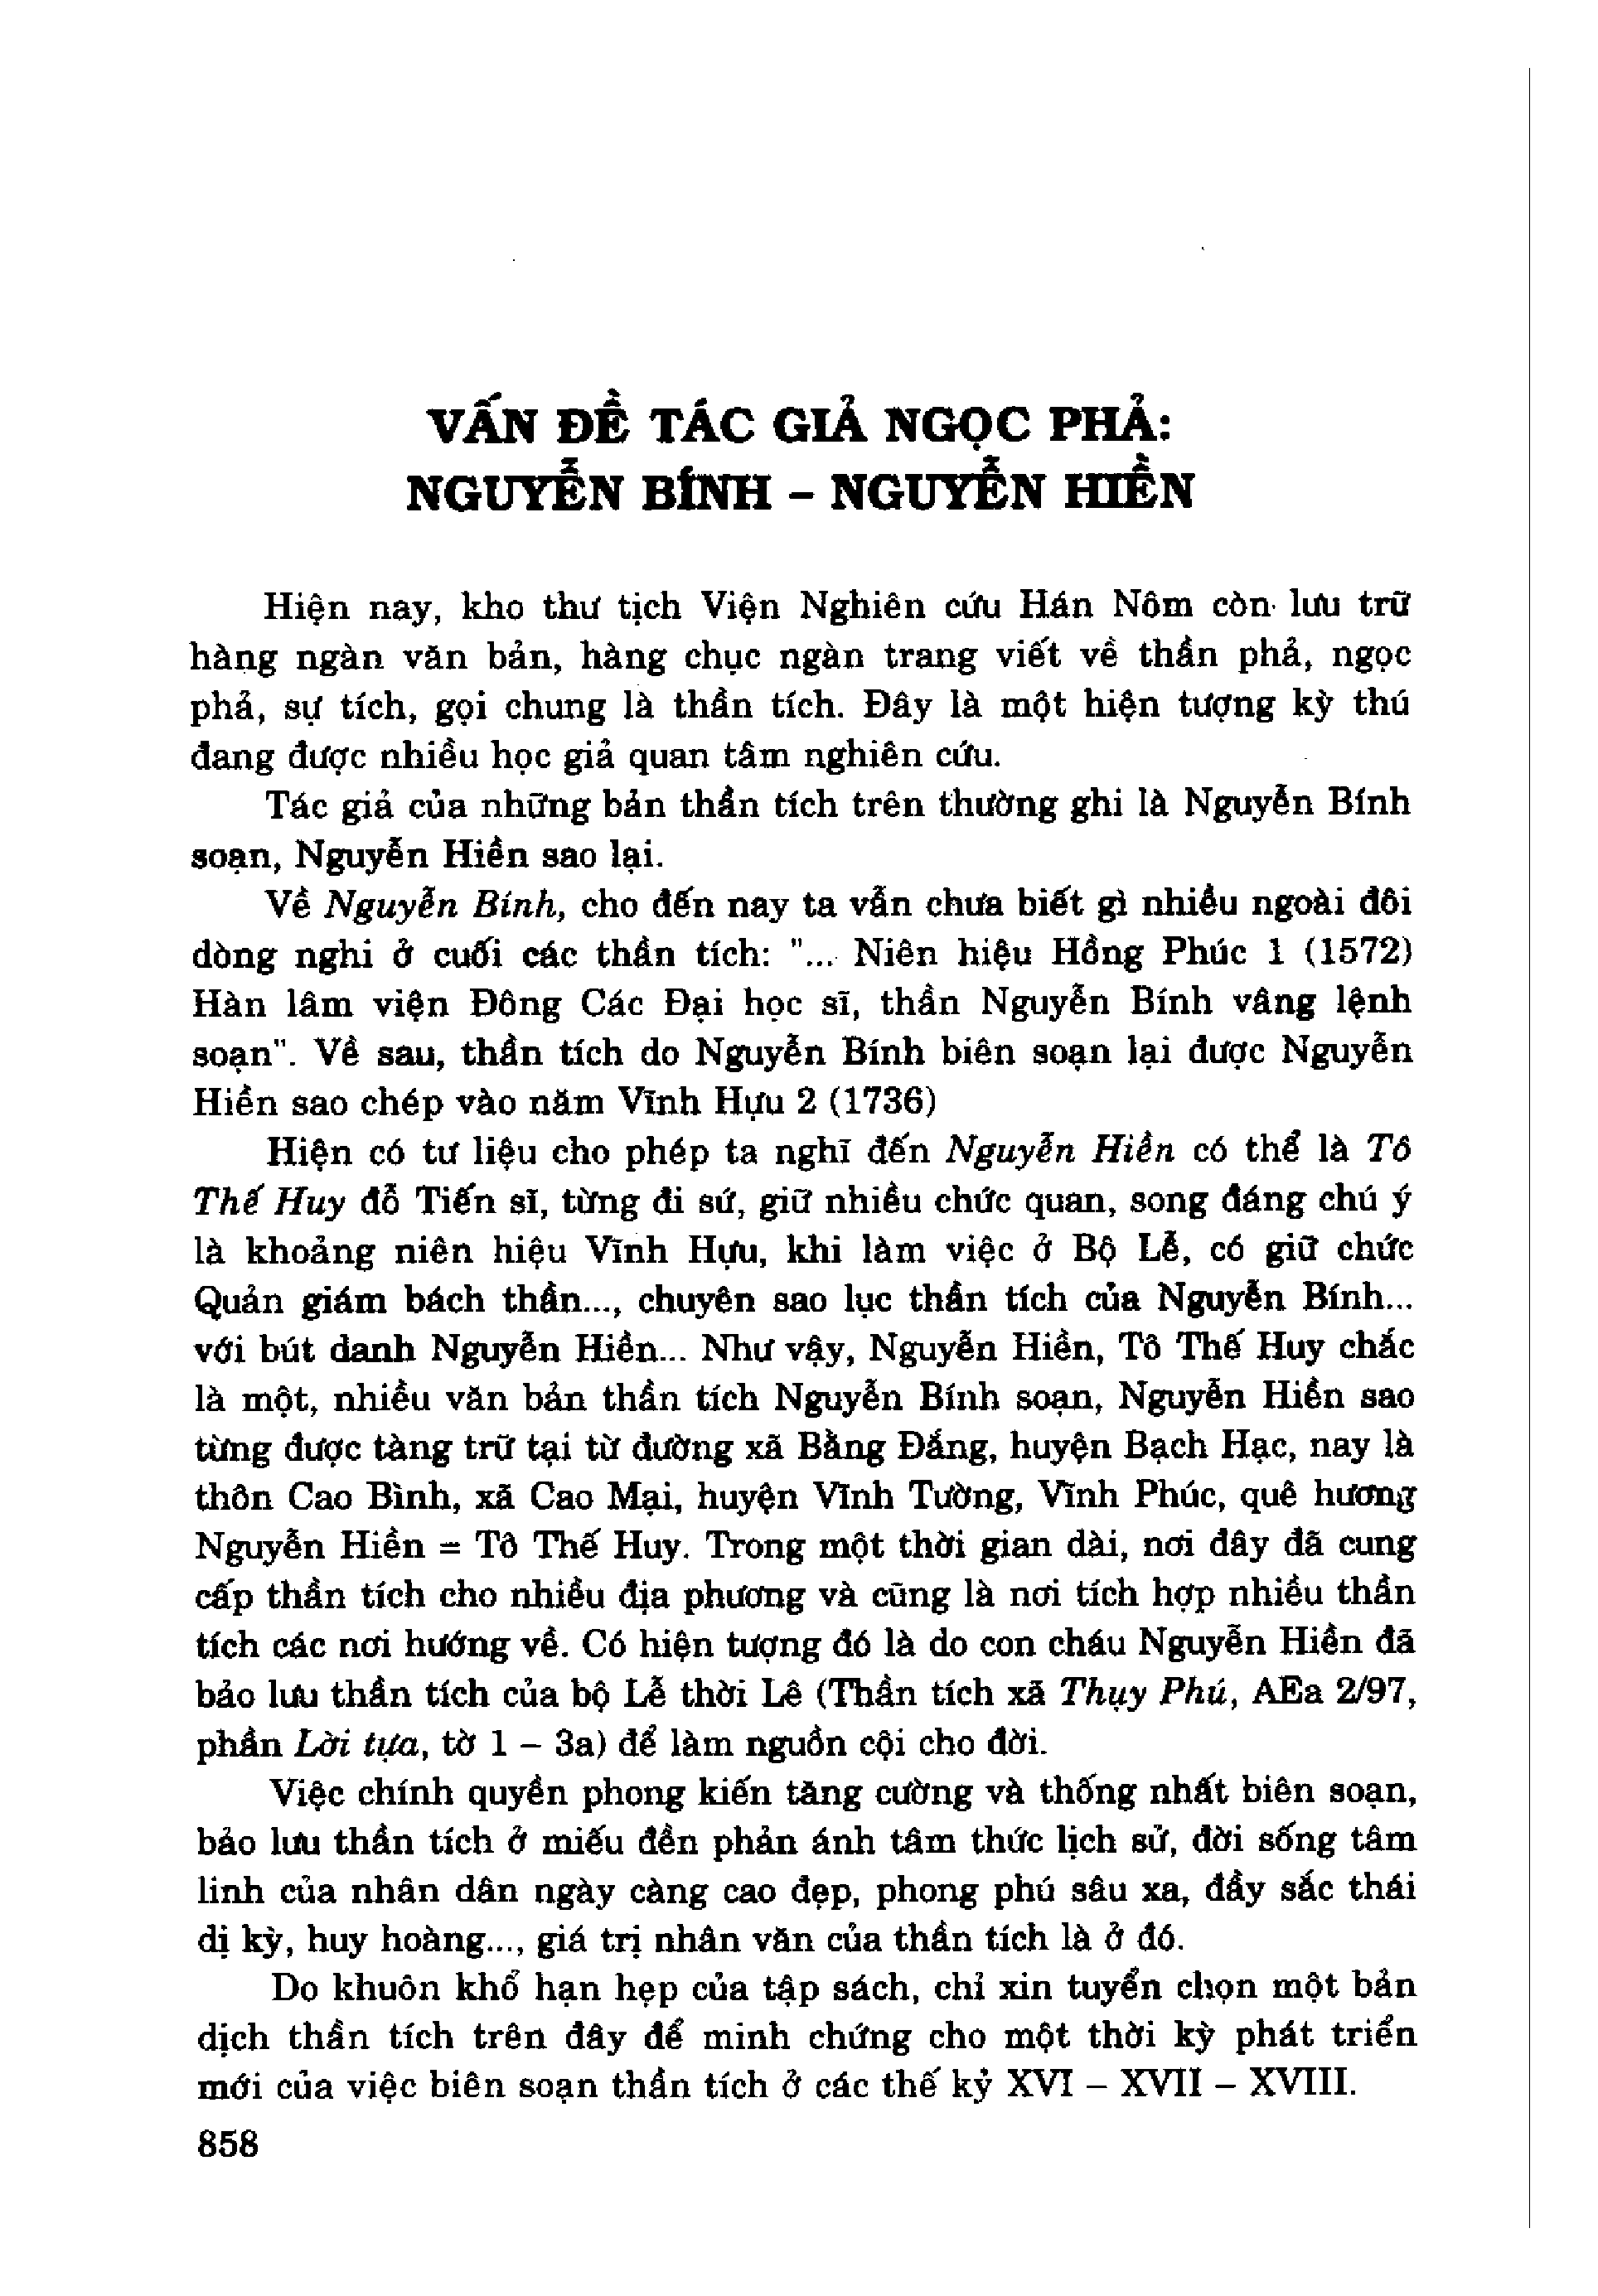 VẤN ĐỀ TÁC GIẢ NGỌC PHẢ:
NGUYỄN BÍNH – NGUYỄN HIỀN
Hiện nay, kho thư tịch Viện Nghiên cứu Hán Nôm còn lưu trữ
hàng ngàn văn bản, hàng chục ngàn trang viết về thần phả, ngọc
phả, sự tích, gọi chung là thần tích. Đây là một hiện tượng kỳ thú
đang được nhiều học giả quan tâm nghiên cứu.
Tác giả của những bản thần tích trên thường ghi là Nguyễn Bính
soạn, Nguyễn Hiền sao lại.
Về Nguyễn Bính, cho đến nay ta vẫn chưa biết gì nhiều ngoài đôi
dòng nghi ở cuối các thần tích: "... Niên hiệu Hồng Phúc 1 (1572)
Hàn lâm viện Đông Các Đại học sĩ, thần Nguyễn Bính vâng lệnh
soạn". Về sau, thần tích do Nguyễn Bính biên soạn lại được Nguyễn
Hiền sao chép vào năm Vĩnh Hựu 2 (1736)
Hiện có tư liệu cho phép ta nghĩ đến Nguyễn Hiền có thể là Tô
Thế Huy đỗ Tiến sĩ, từng đi sứ, giữ nhiều chức quan, song đáng chú ý
là khoảng niên hiệu Vĩnh Hựu, khi làm việc ở Bộ Lễ, có giữ chức
Quản giám bách thần..., chuyên sao lục thần tích của Nguyễn Bính...
với bút danh Nguyễn Hiền... Như vậy, Nguyễn Hiền, Tô Thế Huy chắc
là một, nhiều văn bản thần tích Nguyễn Bính soạn, Nguyễn Hiền sao
từng được tàng trữ tại từ đường xã Bằng Đắng, huyện Bạch Hạc, nay là
thôn Cao Bình, xã Cao Mại, huyện Vĩnh Tường, Vĩnh Phúc, quê hương
Nguyễn Hiền = Tô Thế Huy. Trong một thời gian dài, nơi đây đã cung
cấp thần tích cho nhiều địa phương và cũng là nơi tích hợp nhiều thần
tích các nơi hướng về. Có hiện tượng đó là do con cháu Nguyễn Hiền đã
bảo lưu thần tích của bộ Lễ thời Lê (Thần tích xã Thụy Phú, AEa 2/97,
phần Lời tựa, tờ 1 – 3a) để làm nguồn cội cho đời.
Việc chính quyền phong kiến tăng cường và thống nhất biên soạn,
bảo lưu thần tích ở miếu đền phản ánh tâm thức lịch sử, đời sống tâm
linh của nhân dân ngày càng cao đẹp, phong phú sâu xa, đầy sắc thái
dị kỳ, huy hoàng..., giá trị nhân văn của thần tích là ở đó.
Do khuôn khổ hạn hẹp của tập sách, chỉ xin tuyển chọn một bản
dịch thần tích trên đây để minh chứng cho một thời kỳ phát triển
mới của việc biên soạn thần tích ở các thế kỷ XVI – XVII – XVIII.
858